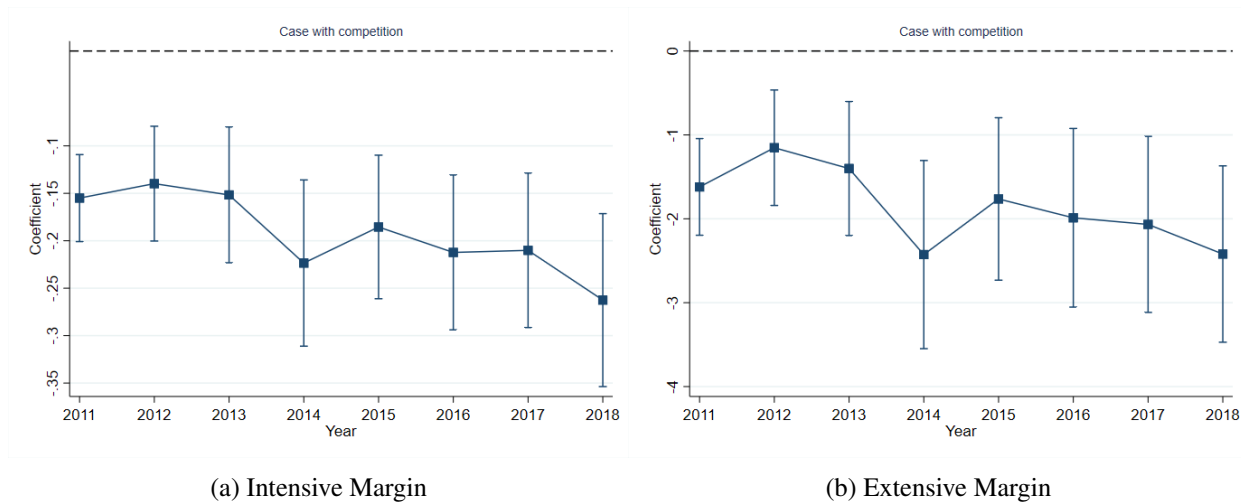 Case with competition
Coefficient
-.1
-.15
-.2
-.25
-.3
-.35
2011 2012 2013 2014 2015 2016 2017 2018
Year
(a) Intensive Margin
Case with competition
Coefficient
0
-1
-2
-3
-4
2011 2012 2013 2014 2015 2016 2017 2018
Year
(b) Extensive Margin